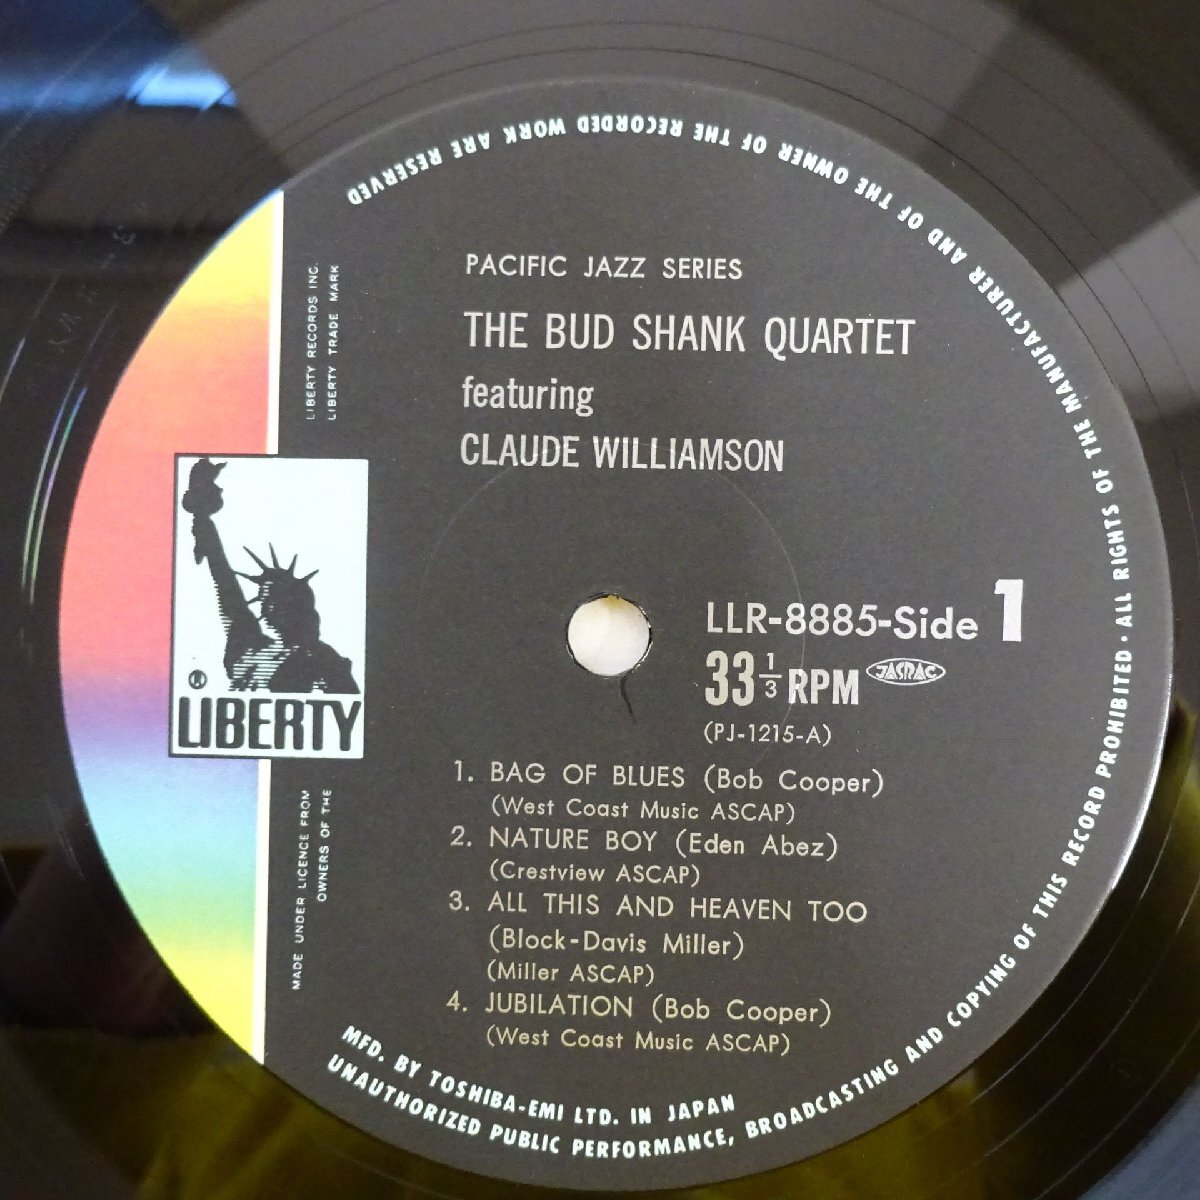 PACIFIC JAZZ SERIES
THE BUD SHANK QUARTET
featuring
CLAUDE WILLIAMSON
LIBERTY RECORDS INC.
LIBERTY TRADE MARK
L
LIBERTY
MADE UNDER LICENCE FROM
OWNERS OF THE
LLR-8885-Side 1
33 1/3 RPM JASRAC
(PJ-1215-A)
1. BAG OF BLUES (Bob Cooper)
(West Coast Music ASCAP)
2. NATURE BOY (Eden Abez)
(Crestview ASCAP)
3. ALL THIS AND HEAVEN TOO
(Block-Davis Miller)
(Miller ASCAP)
4. JUBILATION (Bob Cooper)
(West Coast Music ASCAP)
MFD. BY TOSHIBA-EMI LTD. IN JAPAN
UNAUTHORIZED PUBLIC PERFORMANCE, BROADCASTING AND COPYING OF THIS RECORD PROHIBITED · ALL RIGHTS OF THE MANUFACTURER AND OF THE OWNER OF THE RECORDED WORK ARE RESERVED